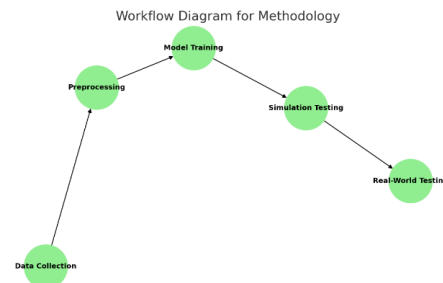 Workflow Diagram for Methodology
Model Training
Preprocessing
Simulation Testing
Real-World Testin
Data Collection